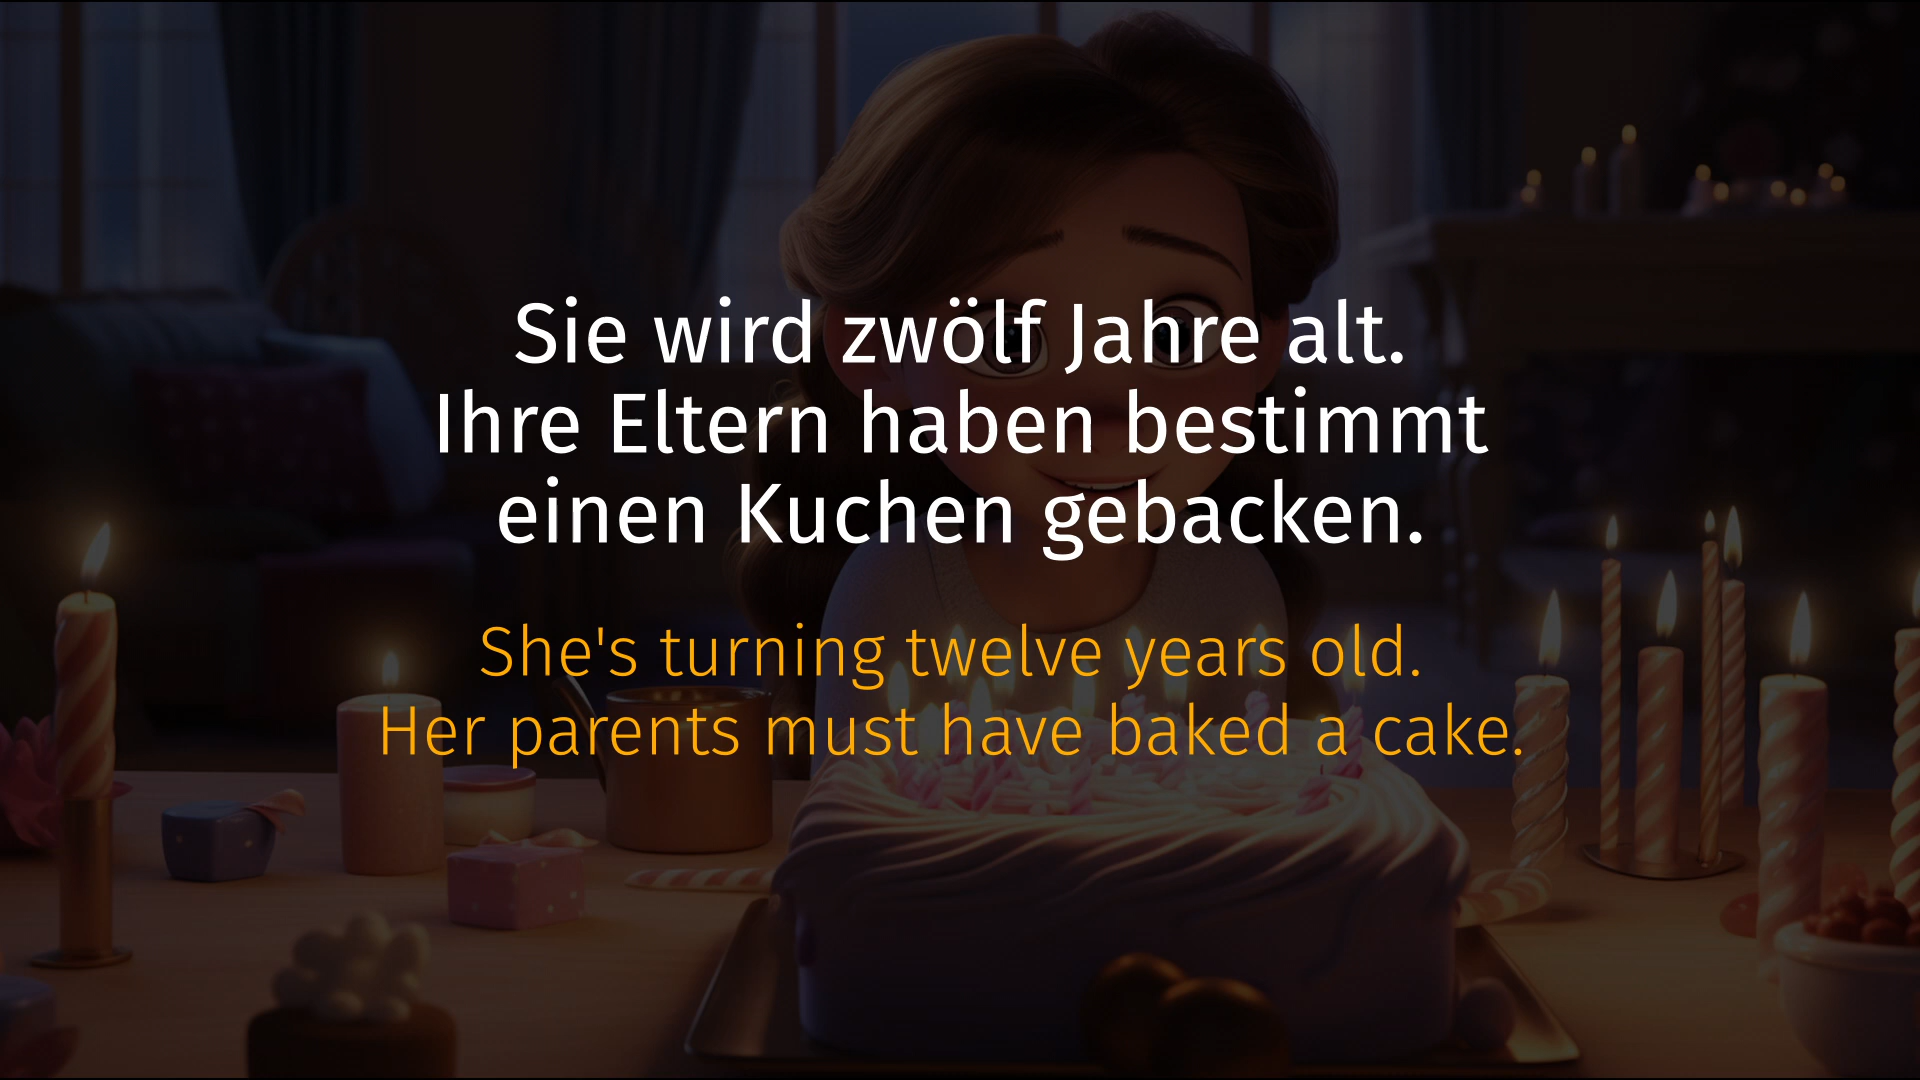 Sie wird zwölf Jahre alt.
Ihre Eltern haben bestimmt
einen Kuchen gebacken.
She's turning twelve years old.
Her parents must have baked a cake.